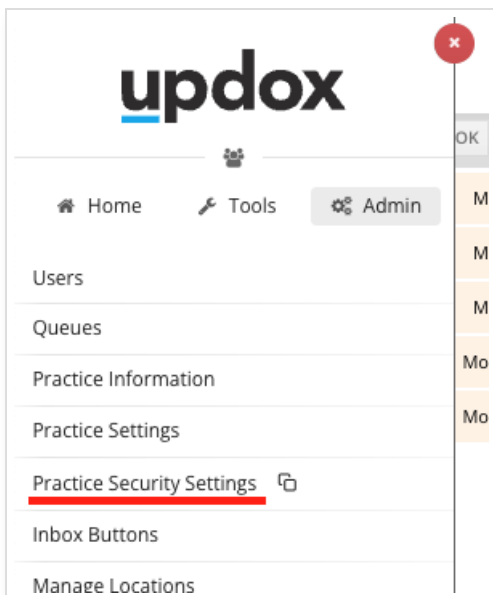 updox
OK
Home Tools Admin
M
Users
M
Queues
M
Practice Information
Mo
Practice Settings
Mo
Practice Security Settings
Inbox Buttons
Manage Locations